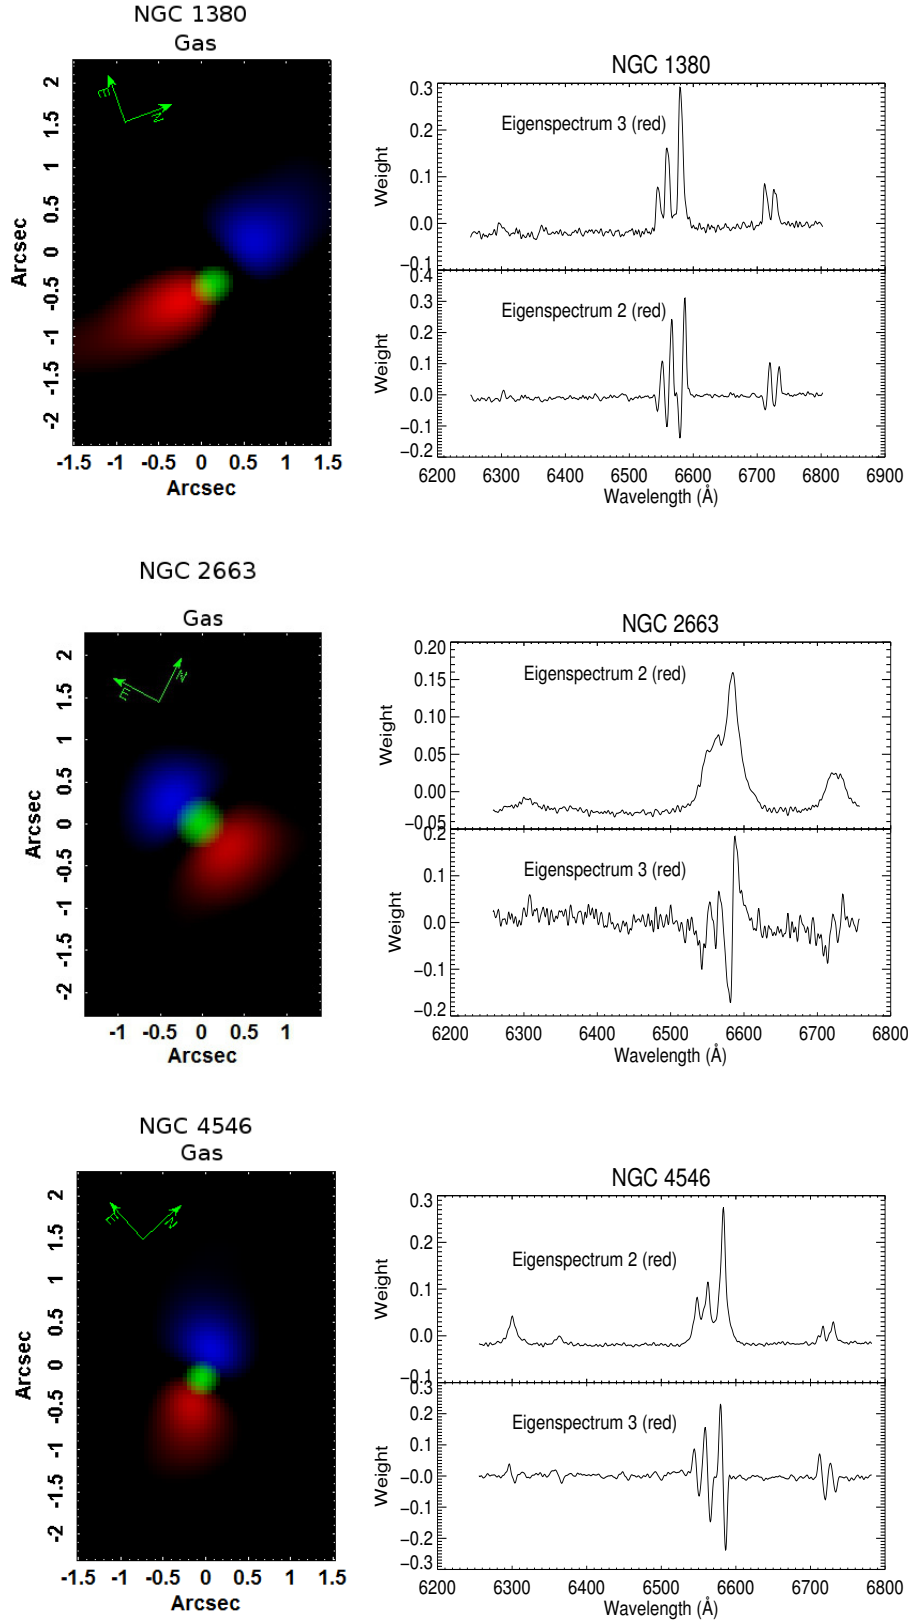 NGC 1380
Gas
E
N
2
1.5
1
0.5
0
-0.5
-1
-1.5
-2
Arcsec
-1.5 -1 -0.5 0 0.5 1 1.5
Arcsec
NGC 1380
Eigenspectrum 3 (red)
0.3
0.2
0.1
0.0
−0.1
Weight
Eigenspectrum 2 (red)
0.4
0.3
0.2
0.1
0.0
−0.1
−0.2
Weight
6200 6300 6400 6500 6600 6700 6800 6900
Wavelength (Å)
NGC 2663
Gas
E
N
2
1.5
1
0.5
0
-0.5
-1
-1.5
-2
Arcsec
-1 -0.5 0 0.5 1
Arcsec
NGC 2663
Eigenspectrum 2 (red)
0.20
0.15
0.10
0.05
0.00
−0.05
Weight
Eigenspectrum 3 (red)
0.2
0.1
0.0
−0.1
−0.2
Weight
6200 6300 6400 6500 6600 6700 6800
Wavelength (Å)
NGC 4546
Gas
E
N
2
1.5
1
0.5
0
-0.5
-1
-1.5
-2
Arcsec
-1.5 -1 -0.5 0 0.5 1 1.5
Arcsec
NGC 4546
Eigenspectrum 2 (red)
0.3
0.2
0.1
0.0
−0.1
Weight
Eigenspectrum 3 (red)
0.3
0.2
0.1
−0.0
−0.1
−0.2
−0.3
Weight
6200 6300 6400 6500 6600 6700 6800
Wavelength (Å)